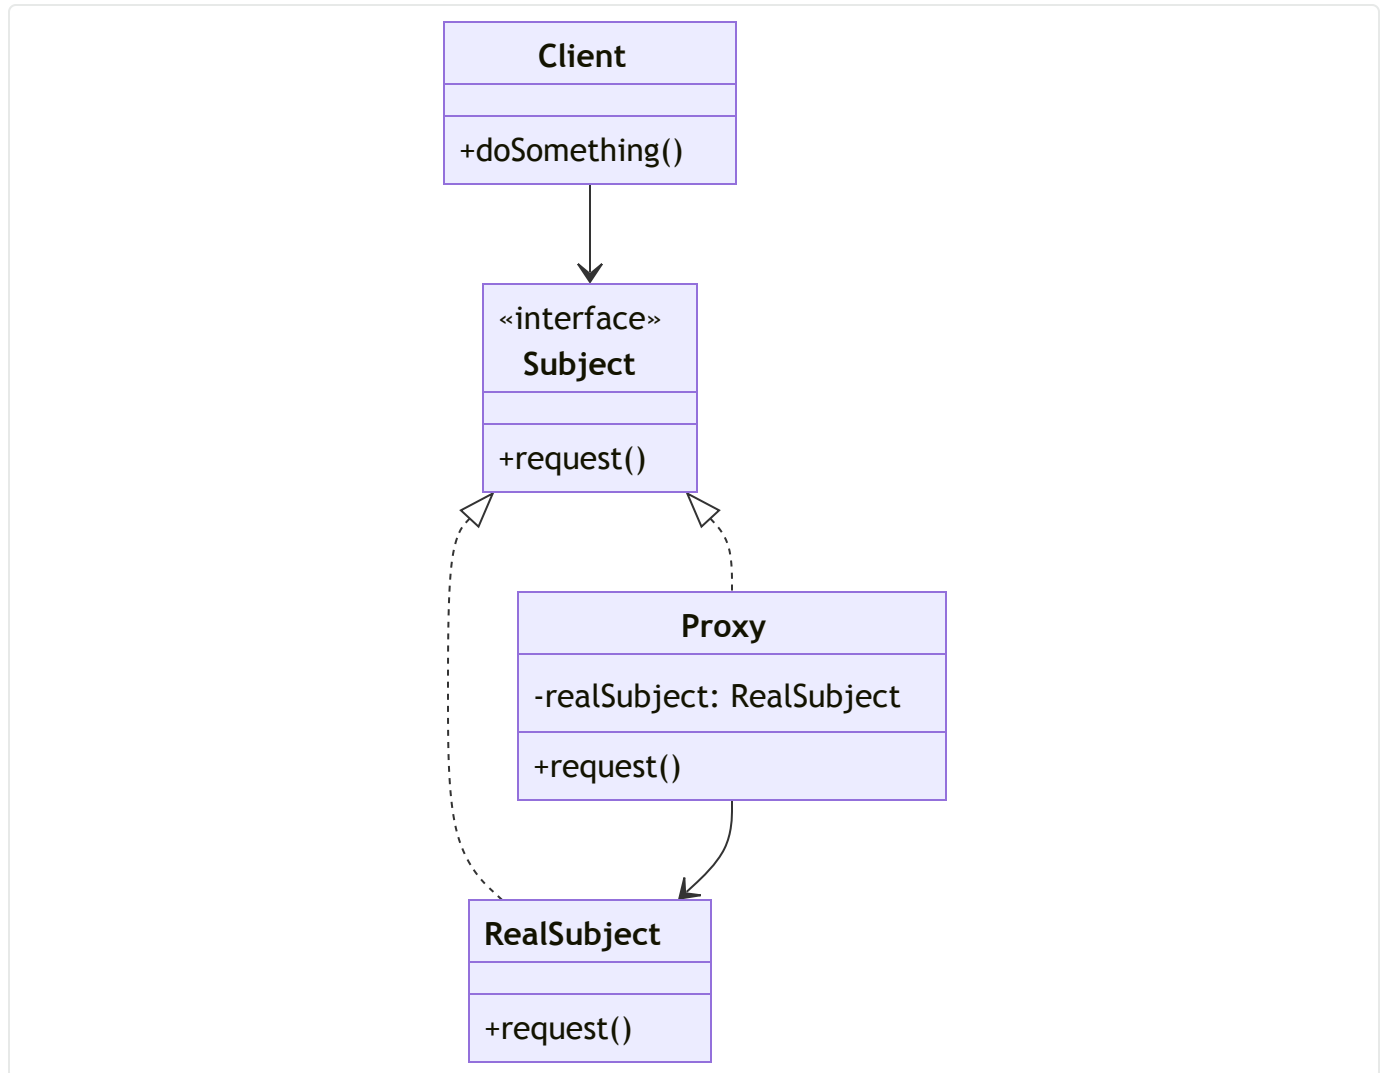 Client
+doSomething()
«interface»
Subject
+request()
Proxy
-realSubject: RealSubject
+request()
RealSubject
+request()